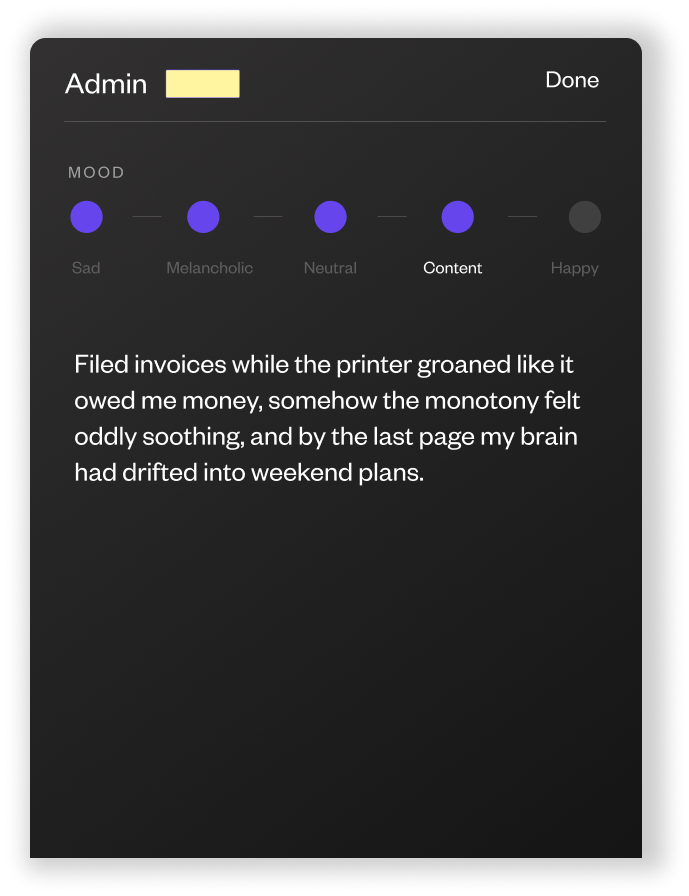 Admin
Done
MOOD
Sad Melancholic Neutral Content Happy
Filed invoices while the printer groaned like it
owed me money, somehow the monotony felt
oddly soothing, and by the last page my brain
had drifted into weekend plans.